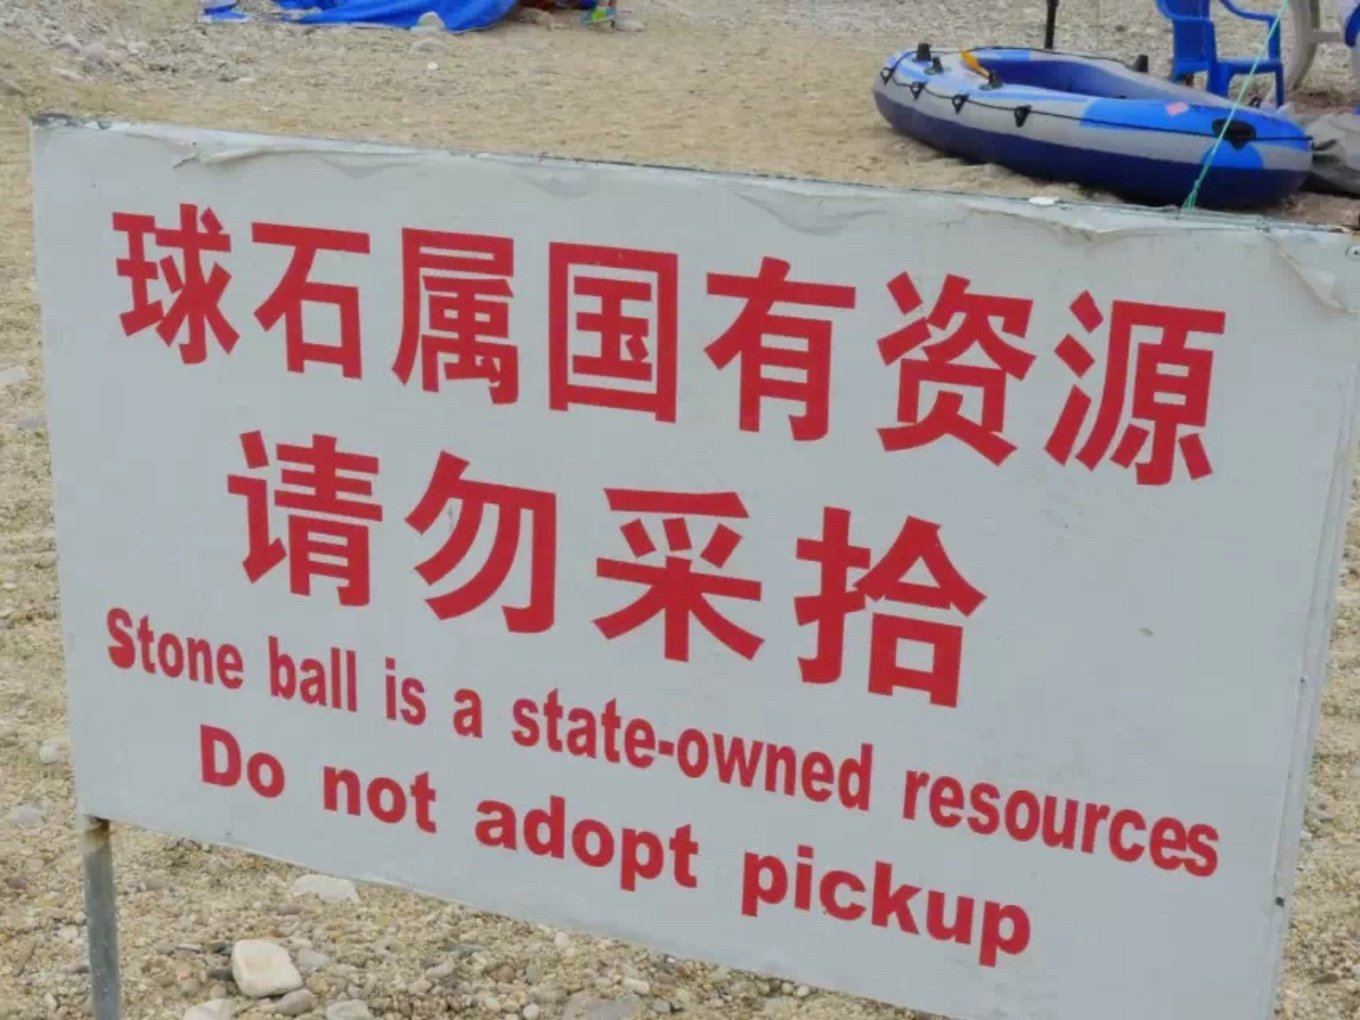 球石属国有资源
请勿采拾
Stone ball is a state-owned resources
Do not adopt pickup